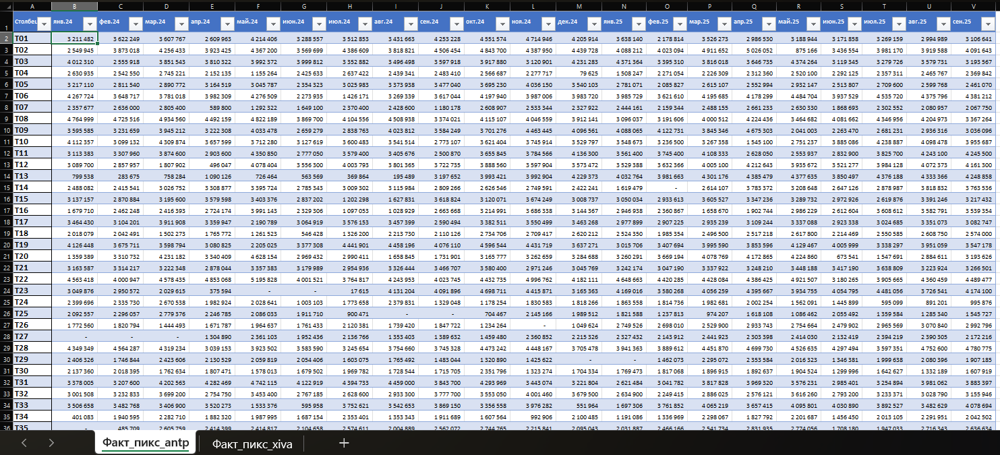 A B C D E F G H I J K L M N O P Q R S T U V
1 Столбец янв.24 фев.24 мар.24 апр.24 май.24 июн.24 июл.24 авг.24 сен.24 окт.24 ноя.24 дек.24 янв.25 фев.25 мар.25 апр.25 май.25 июн.25 июл.25 авг.25 сен.25
2 T01 3 211 482 3 622 249 3 607 767 2 609 963 4 214 406 3 288 557 3 512 853 3 431 663 4 253 228 4 551 574 4 714 946 4 205 914 3 638 140 2 178 814 3 526 273 2 986 530 3 188 944 3 171 858 3 269 159 2 994 989 3 106 641
3 T02 2 549 945 3 873 018 4 256 433 3 923 425 4 367 200 3 569 699 4 386 609 3 818 821 4 506 454 4 843 700 4 387 950 4 439 728 4 088 212 4 023 094 4 911 652 5 026 052 875 166 3 436 554 3 981 170 3 919 588 4 091 643
4 T03 4 012 310 2 555 918 3 851 543 3 810 322 3 992 372 3 999 812 3 352 882 3 496 498 3 597 918 3 917 880 3 120 901 4 231 283 4 371 364 3 395 310 3 816 018 3 646 735 4 374 264 3 119 345 3 279 726 3 579 731 3 193 567
5 T04 2 630 935 2 542 550 2 745 221 2 152 135 1 155 264 2 425 633 2 637 422 2 439 341 2 483 410 2 566 687 2 277 717 79 625 1 508 247 2 271 054 2 226 309 2 312 360 2 520 100 2 292 125 2 357 311 2 465 767 2 369 842
6 T05 3 217 110 2 811 540 2 890 772 3 164 519 3 045 787 2 354 323 3 025 983 3 373 938 3 477 040 3 695 230 4 036 150 3 540 103 2 781 071 2 085 827 2 615 107 2 552 994 2 932 147 2 513 807 2 709 600 2 599 768 2 461 070
7 T06 4 267 724 3 648 717 3 781 018 3 982 309 4 276 509 2 273 935 1 426 171 3 269 339 3 617 044 4 197 940 3 987 006 3 983 720 3 985 729 3 621 610 4 195 685 4 178 299 4 484 704 3 937 529 4 535 720 4 375 796 4 381 212
8 T07 2 357 677 2 636 000 2 805 400 589 800 1 292 322 1 649 100 2 370 400 2 428 600 1 180 178 2 608 907 2 533 344 2 327 922 2 444 161 2 159 344 2 488 155 2 661 233 2 630 330 1 868 693 2 302 552 2 080 957 2 067 750
9 T08 4 764 999 4 725 516 4 934 560 4 492 159 4 822 189 3 869 700 4 104 556 4 508 938 3 374 021 4 115 107 4 046 559 3 912 141 3 096 037 3 191 606 4 000 512 4 224 436 3 464 682 4 081 662 4 346 956 4 204 973 3 367 264
10 T09 3 595 585 3 231 659 3 945 212 3 222 308 4 033 478 2 659 279 2 838 763 4 023 812 3 584 249 3 701 276 4 463 445 4 096 561 4 088 065 4 122 731 3 845 346 4 675 303 2 041 003 2 263 470 2 681 231 2 936 316 3 036 096
11 T10 4 112 357 3 099 132 4 309 874 3 657 599 3 712 280 3 127 619 3 600 483 3 541 514 2 773 107 3 621 404 3 745 914 3 529 797 3 548 673 3 236 500 3 267 358 1 545 100 2 751 237 3 885 086 4 238 887 4 098 478 3 955 687
12 T11 3 113 383 3 307 960 3 874 600 2 903 600 4 350 850 2 777 050 3 579 400 3 405 676 2 500 870 3 655 845 3 784 566 4 136 300 3 561 400 3 745 400 4 108 333 2 628 050 2 553 937 2 832 900 3 825 700 4 243 100 4 245 500
13 T12 3 089 700 2 857 957 1 807 902 496 047 4 078 404 3 556 300 4 003 793 3 801 365 3 722 735 3 888 560 3 597 904 3 573 472 3 529 388 3 632 366 4 005 100 4 212 643 3 935 672 3 521 277 3 984 128 4 072 373 4 161 300
14 T13 799 538 283 675 758 284 1 090 126 726 464 563 569 369 864 195 489 3 197 652 3 993 421 3 992 904 4 229 373 4 032 764 3 981 663 4 301 176 4 385 479 4 377 635 3 850 497 4 376 188 4 333 366 4 248 858
15 T14 2 488 082 2 415 541 3 026 752 3 308 877 3 395 724 2 785 343 3 009 302 3 115 984 2 809 266 2 626 546 2 749 591 2 422 241 1 619 479 - 2 614 107 3 783 372 3 208 648 2 647 126 2 878 987 3 818 832 3 763 536
16 T15 3 137 157 2 870 884 3 195 600 3 579 598 3 403 376 2 837 202 1 202 298 1 627 831 3 618 824 3 120 071 3 674 249 3 008 737 3 050 034 2 933 613 3 605 527 3 347 236 3 289 732 2 972 926 2 619 876 3 391 246 3 217 432
17 T16 1 679 710 2 462 248 2 416 393 2 724 174 3 991 143 2 329 306 1 097 053 1 028 929 2 663 668 3 214 991 3 686 338 3 144 367 2 946 938 2 360 867 1 658 670 1 902 744 2 986 229 2 612 604 3 608 612 3 582 791 3 539 354
18 T17 3 464 430 3 104 201 3 911 908 3 359 947 2 190 789 3 064 919 3 576 153 3 457 399 2 590 494 3 382 511 3 550 499 3 463 268 2 977 899 2 907 225 2 935 239 3 109 244 3 337 088 2 923 338 3 024 685 3 351 073 3 082 747
19 T18 2 018 079 2 042 491 1 502 273 1 765 772 1 261 523 546 428 1 326 200 2 213 730 2 110 126 2 734 706 2 709 417 2 620 212 2 524 350 1 985 354 2 496 500 2 517 218 2 617 800 2 214 469 2 550 585 2 608 750 2 574 000
20 T19 4 126 448 3 675 711 3 598 794 3 080 825 2 205 025 3 377 308 4 441 901 4 458 196 4 076 110 4 596 544 4 431 719 3 637 271 3 015 706 3 407 694 3 995 590 3 853 596 4 129 467 4 005 999 3 338 297 3 951 059 3 547 178
21 T20 1 359 389 3 310 732 4 231 182 3 340 409 4 628 154 2 969 432 2 990 411 1 658 845 1 731 901 3 165 777 3 262 659 3 284 688 3 260 291 3 669 194 4 078 769 4 172 865 4 224 860 673 541 1 547 691 2 884 611 3 193 626
22 T21 3 163 587 3 314 217 3 222 348 2 878 044 3 357 383 3 179 989 2 954 936 3 326 444 3 466 707 3 580 400 2 971 246 3 045 769 3 242 174 3 047 190 3 337 922 3 248 210 3 448 188 3 417 190 3 638 809 3 223 924 3 266 501
23 T22 4 563 418 4 000 947 4 578 435 4 853 068 5 195 828 4 001 521 3 764 817 4 243 953 4 023 745 4 432 735 4 996 762 4 182 111 4 648 663 4 420 285 4 428 084 4 386 425 4 921 507 3 180 265 3 905 665 4 360 459 4 489 477
24 T23 3 049 876 2 950 572 2 029 615 375 594 - - 17 615 4 131 204 4 091 896 4 698 711 4 415 871 3 165 363 4 169 016 3 580 268 4 056 259 4 395 667 3 934 755 4 054 795 4 481 056 3 726 541 4 174 100
25 T24 2 399 696 2 335 730 2 670 538 1 982 924 2 028 641 1 003 103 1 773 658 2 379 831 1 329 048 1 178 254 1 830 583 1 818 266 1 863 558 1 814 736 1 982 681 2 002 254 1 562 091 1 445 899 595 099 891 201 995 876
26 T25 2 092 557 2 296 057 2 779 376 2 246 785 2 086 033 1 911 710 900 471 - - 704 467 2 145 166 1 989 512 1 821 588 1 237 813 974 207 1 618 108 1 086 462 2 055 492 1 359 584 1 285 340 1 545 727
27 T26 1 772 560 1 820 794 1 444 493 1 671 787 1 964 637 1 761 433 2 120 381 1 739 420 1 847 722 1 234 264 - 1 049 624 2 749 526 2 698 010 2 529 900 2 933 743 2 754 664 2 479 902 2 965 569 3 070 840 2 992 796
28 T27 - - - 1 304 890 2 361 103 1 952 436 2 136 766 1 353 403 1 389 632 1 459 480 2 360 852 2 215 326 2 327 432 2 143 912 2 441 923 2 303 398 2 414 030 2 132 419 2 394 219 2 390 305 2 172 216
29 T28 4 349 349 4 564 287 4 319 234 3 039 153 3 923 502 3 583 590 3 245 654 3 754 660 3 745 328 4 473 242 4 448 167 3 705 478 3 941 363 3 889 612 4 451 870 4 699 730 4 526 635 4 297 494 3 597 351 4 752 600 4 780 775
30 T29 2 406 326 1 746 844 2 423 606 2 130 529 2 059 819 2 054 406 1 603 075 1 765 492 1 483 044 1 320 890 1 425 622 - - 1 462 073 2 295 072 2 353 584 2 016 323 1 346 381 1 999 638 2 080 396 1 907 185
31 T30 2 137 360 2 018 395 1 762 634 1 807 471 1 578 013 1 679 502 1 969 782 1 728 544 1 715 705 2 351 796 1 323 274 1 704 334 1 769 473 1 817 068 1 896 915 1 892 637 1 904 524 1 299 996 1 642 627 1 332 189 1 607 919
32 T31 3 378 005 3 207 600 4 202 563 4 282 469 4 742 115 4 122 919 4 394 733 4 459 000 3 843 700 4 293 969 3 443 074 3 221 804 2 621 484 3 041 782 3 817 828 3 969 320 3 576 231 2 985 401 3 254 894 3 981 062 3 883 397
33 T32 3 001 508 3 232 833 3 699 200 2 754 750 3 453 400 2 767 185 2 628 600 2 933 300 3 777 700 3 553 050 4 001 460 3 679 500 2 634 900 2 249 415 2 886 025 2 576 121 3 616 260 2 793 200 3 233 371 3 028 790 3 155 946
34 T33 3 506 658 3 482 768 3 406 900 3 520 273 1 533 376 595 958 3 752 621 3 542 653 3 869 150 3 356 558 3 976 282 551 964 1 697 306 3 761 852 4 065 219 3 657 415 4 095 801 4 030 890 3 892 527 3 482 629 4 078 694
35 T34 401 083 1 940 595 2 282 710 1 882 320 1 987 995 1 687 154 2 353 401 1 353 343 1 911 689 1 607 564 992 906 2 100 485 1 191 086 1 336 969 2 298 067 1 827 792 2 201 687 1 456 450 2 013 105 2 291 951 2 042 502
36 T35 - 485 709 2 605 759 2 414 399 2 414 817 2 104 658 2 574 611 2 004 889 2 562 072 2 744 765 2 215 841 2 095 043 2 031 887 2 466 166 2 541 734 2 831 935 2 774 056 1 708 180 1 947 033 2 716 343 2 636 634
Факт_пикс_antp Факт_пикс_xiva +